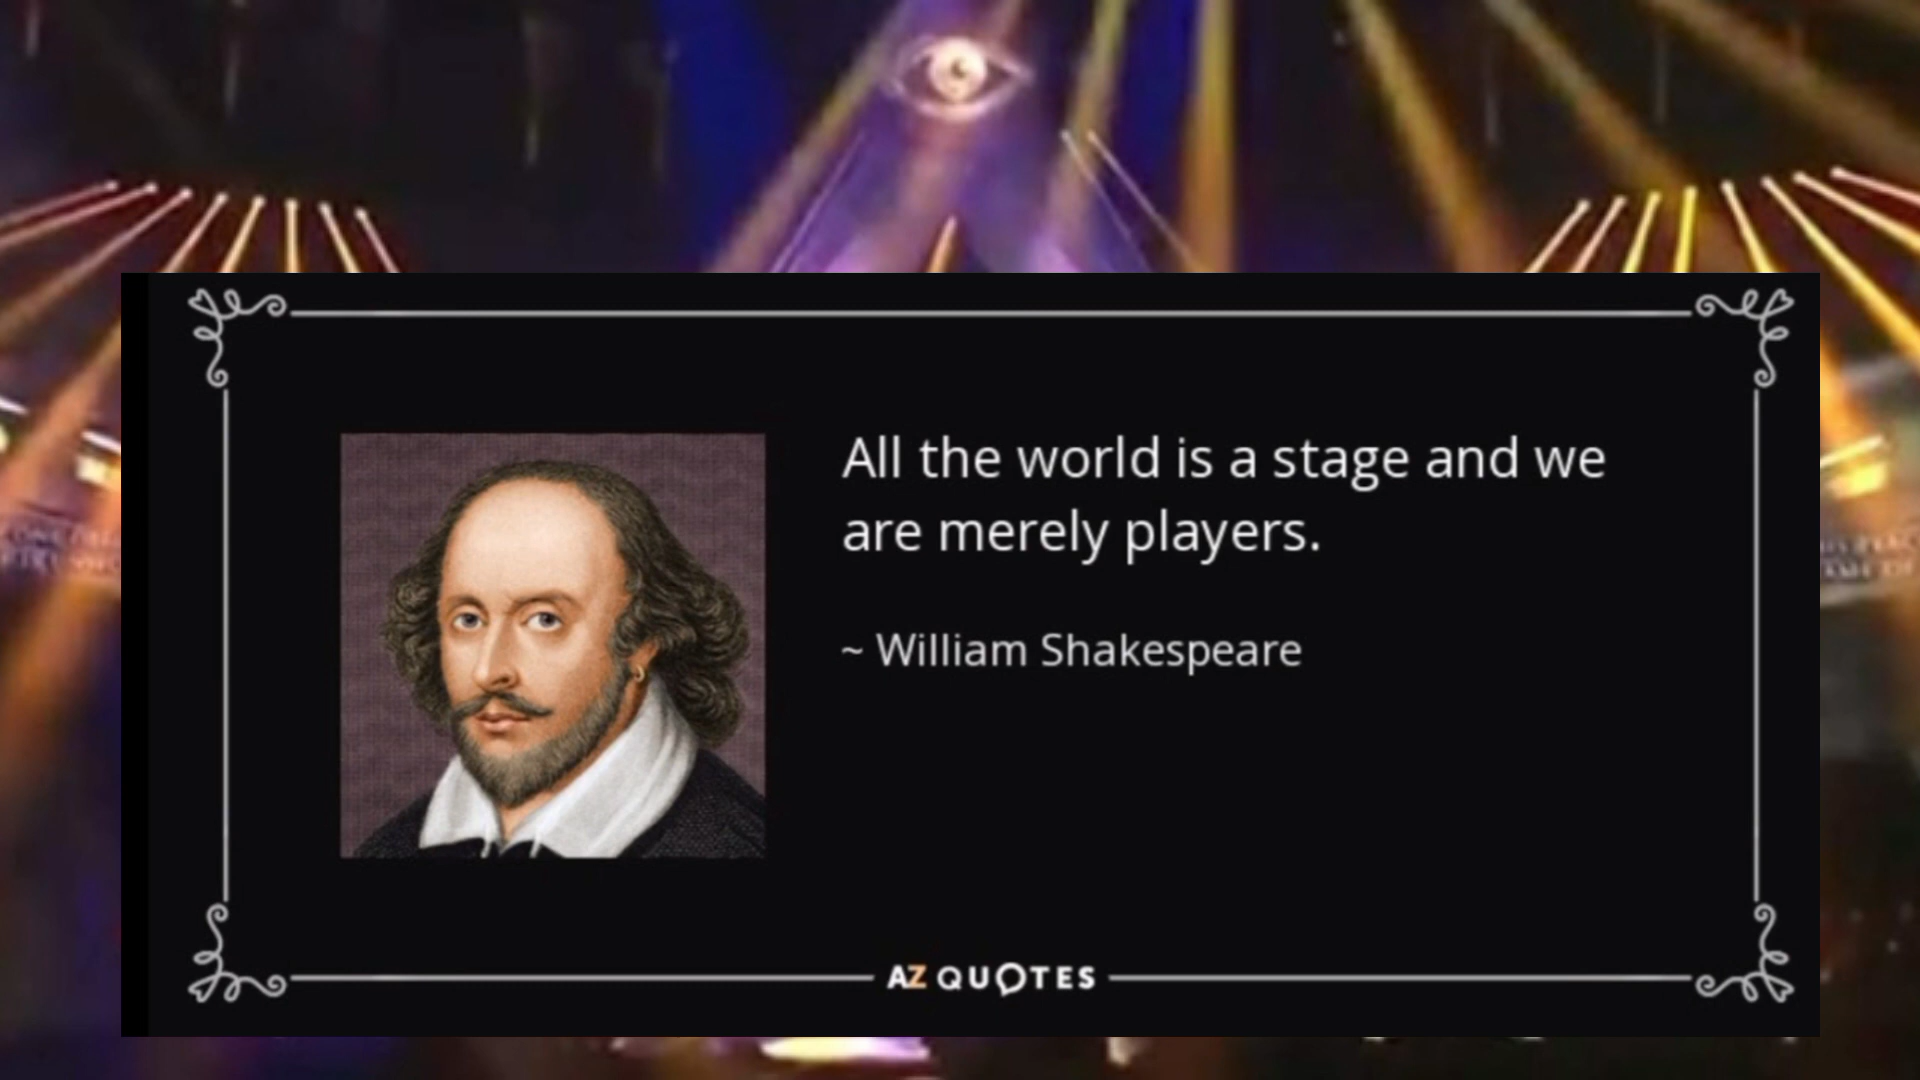 All the world is a stage and we
are merely players.
~ William Shakespeare
AZ QUOTES